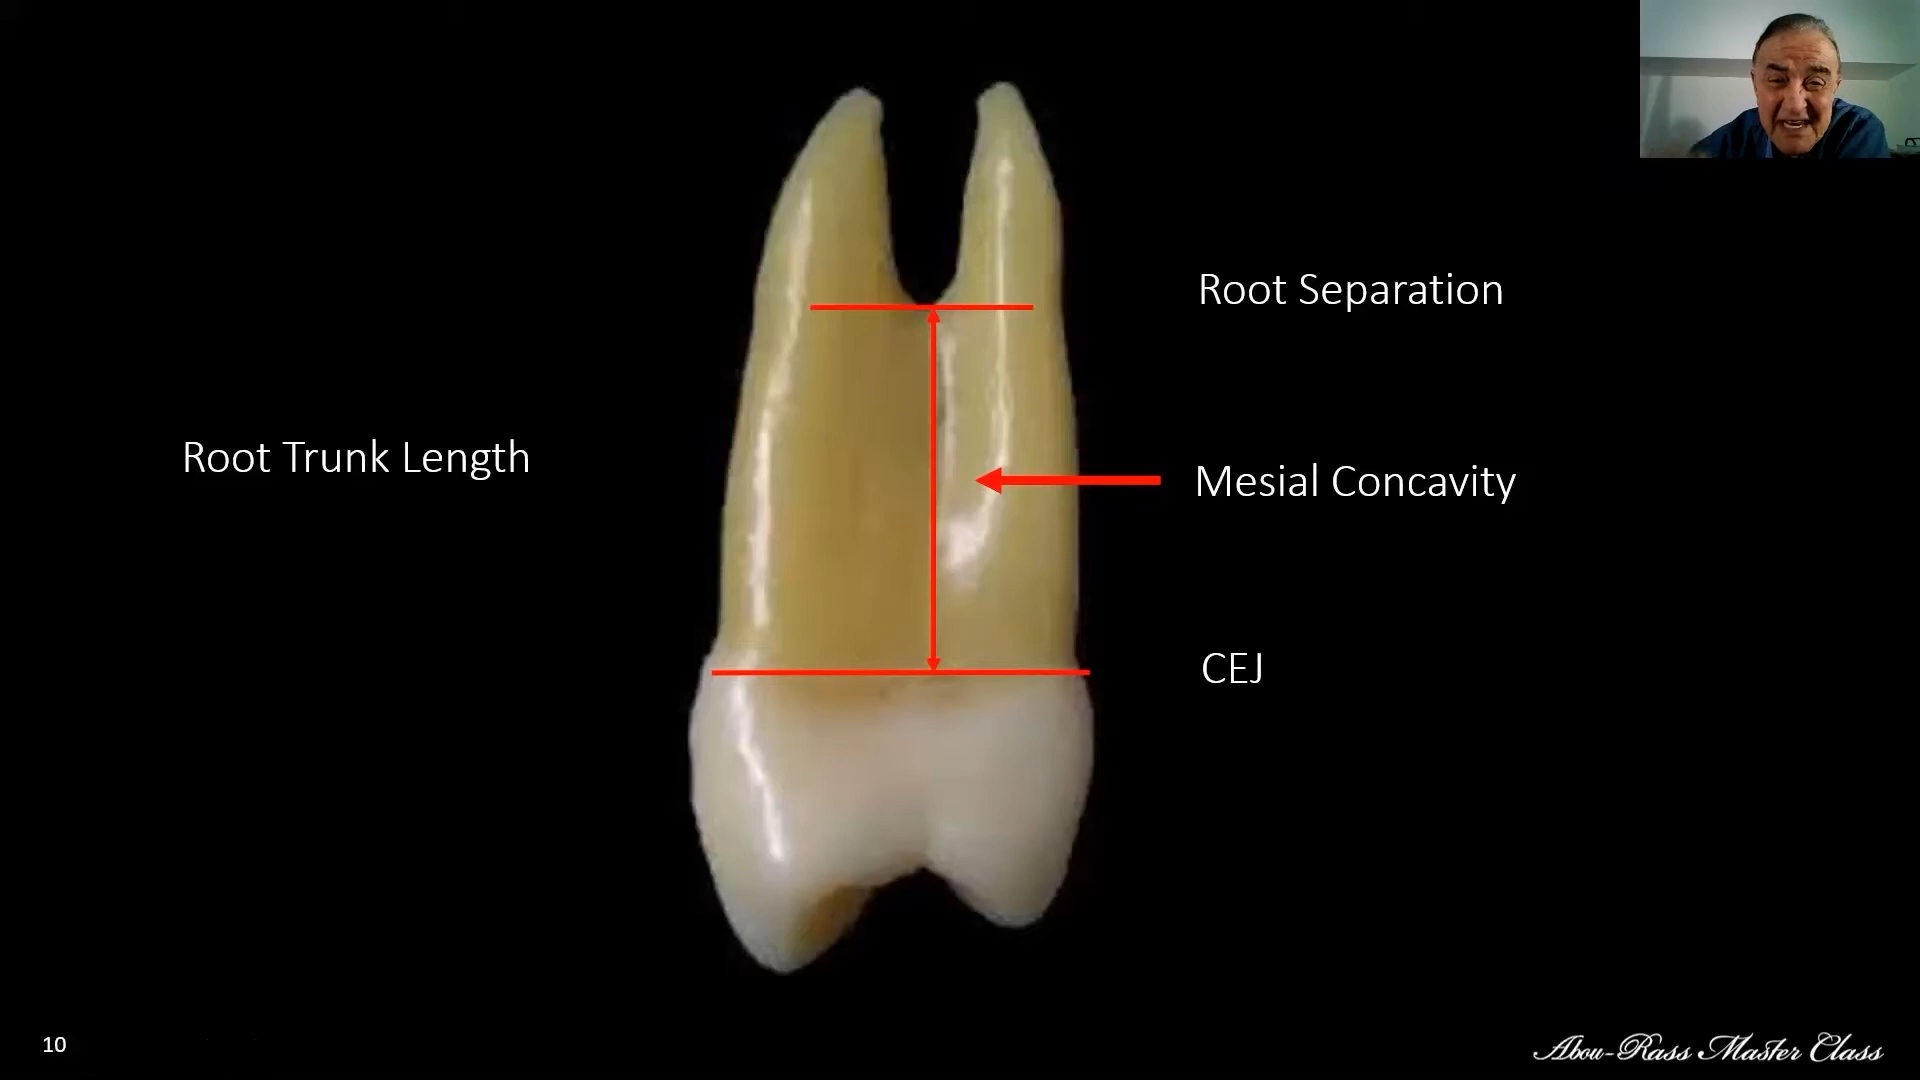 Root Separation
Root Trunk Length
Mesial Concavity
CEJ
10
Abou-Rass Master Class